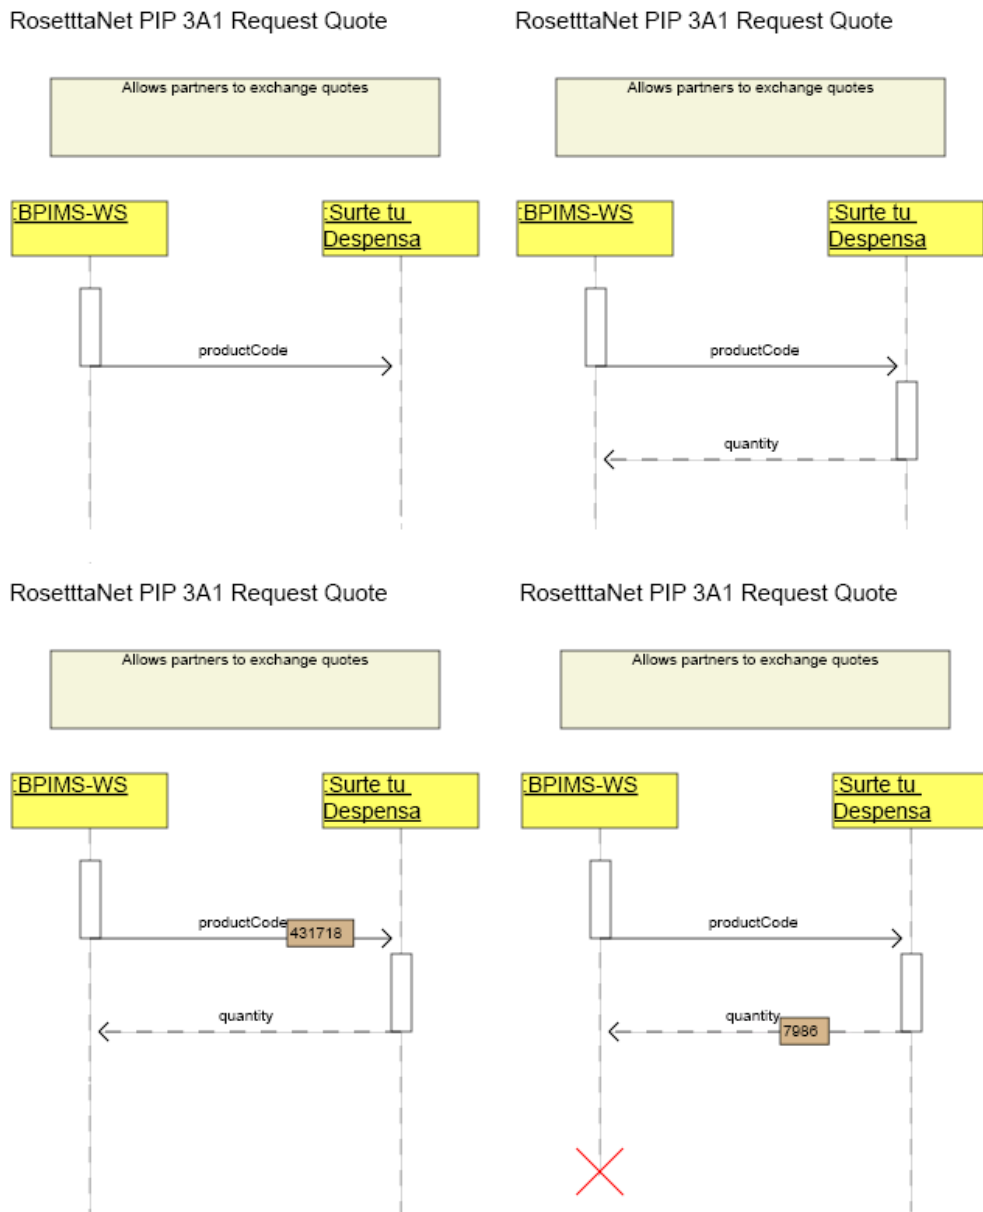 RosetttaNet PIP 3A1 Request Quote
Allows partners to exchange quotes
:BPIMS-WS
:Surte tu
Despensa
productCode
RosetttaNet PIP 3A1 Request Quote
Allows partners to exchange quotes
:BPIMS-WS
:Surte tu
Despensa
productCode
quantity
RosetttaNet PIP 3A1 Request Quote
Allows partners to exchange quotes
:BPIMS-WS
:Surte tu
Despensa
productCode
431718
quantity
RosetttaNet PIP 3A1 Request Quote
Allows partners to exchange quotes
:BPIMS-WS
:Surte tu
Despensa
productCode
quantity
7986